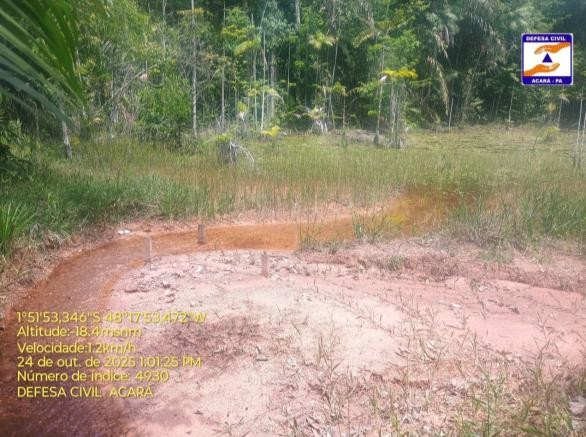 DEFESA CIVIL
ACARÁ - PA
1°51'53,346"S 48°17'53,472"W
Altitude:-18.4msnm
Velocidade:1.2km/h
24 de out. de 2025 1:01:25 PM
Número de índice: 4930
DEFESA CIVIL ACARÁ